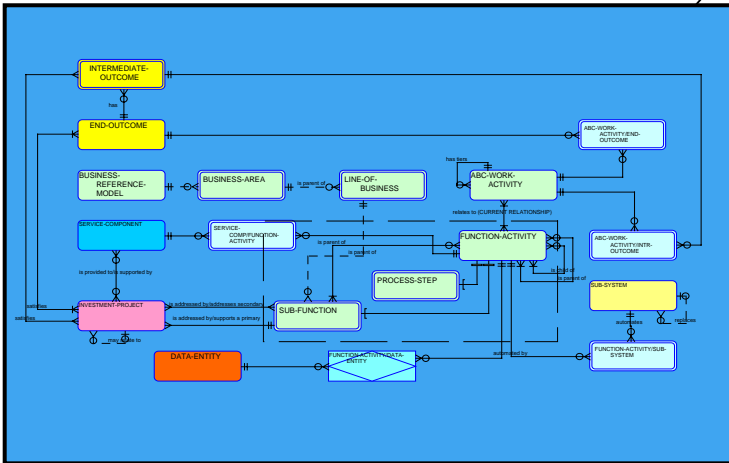 INTERMEDIATE-
OUTCOME
has
END-OUTCOME
ABC-WORK-
ACTIVITY/END-
OUTCOME
has tiers
BUSINESS-
REFERENCE-
MODEL
BUSINESS-AREA
is parent of
LINE-OF-
BUSINESS
ABC-WORK-
ACTIVITY
relates to (CURRENT RELATIONSHIP)
SERVICE-COMPONENT
SERVICE-
COMP/FUNCTION-
ACTIVITY
is parent of
is parent of
FUNCTION-ACTIVITY
ABC-WORK-
ACTIVITY/INTR-
OUTCOME
is provided to/is supported by
is child of
is parent of
PROCESS-STEP
SUB-SYSTEM
satisfies
satisfies
INVESTMENT-PROJECT
is addressed by/addresses secondary
is addressed by/supports a primary
SUB-FUNCTION
automates
replaces
may relate to
DATA-ENTITY
FUNCTION-ACTIVITY/DATA-
ENTITY
automated by
FUNCTION-ACTIVITY/SUB-
SYSTEM